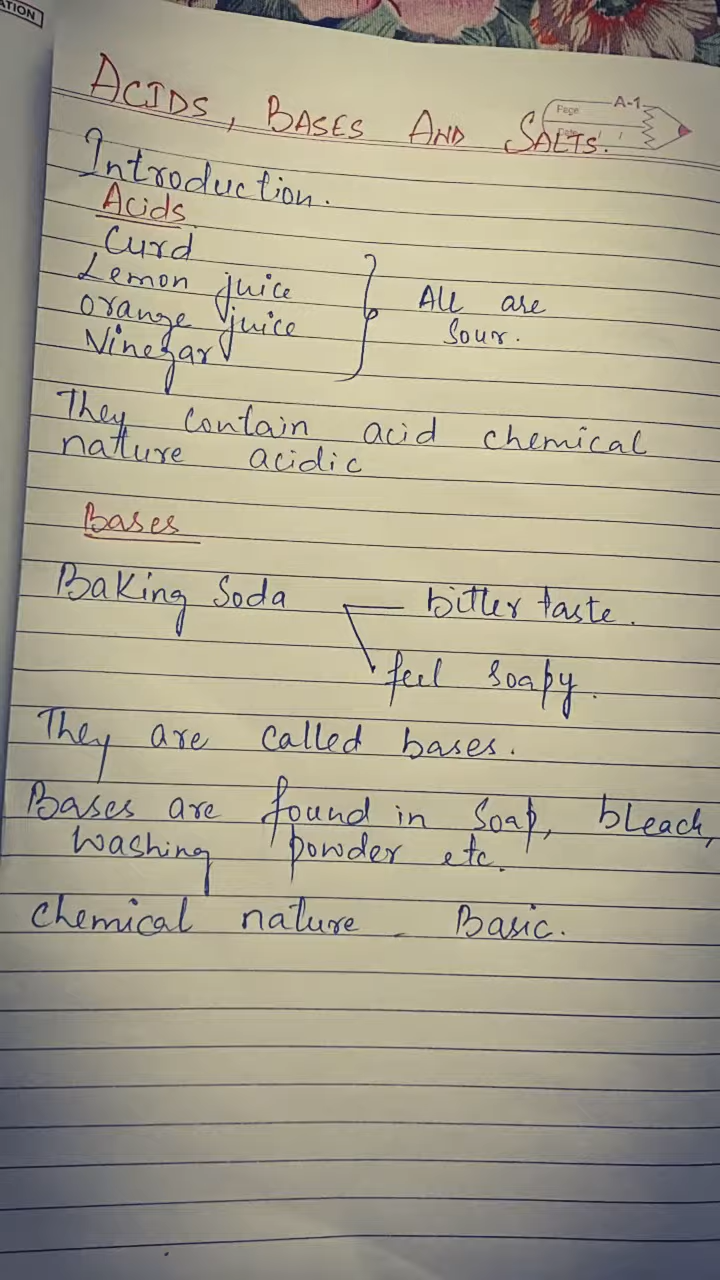 ATION
A-1
Page
ACIDS, BASES AND SALTS.
Introduction.
Acids
Curd
Lemon juice
orange juice
Vinegar
All are
Sour.
They contain acid chemical
nature acidic
Bases
Baking Soda bitter taste.
feel soapy.
They are called bases.
Bases are found in Soap, bleach,
washing powder etc.
chemical nature - Basic.